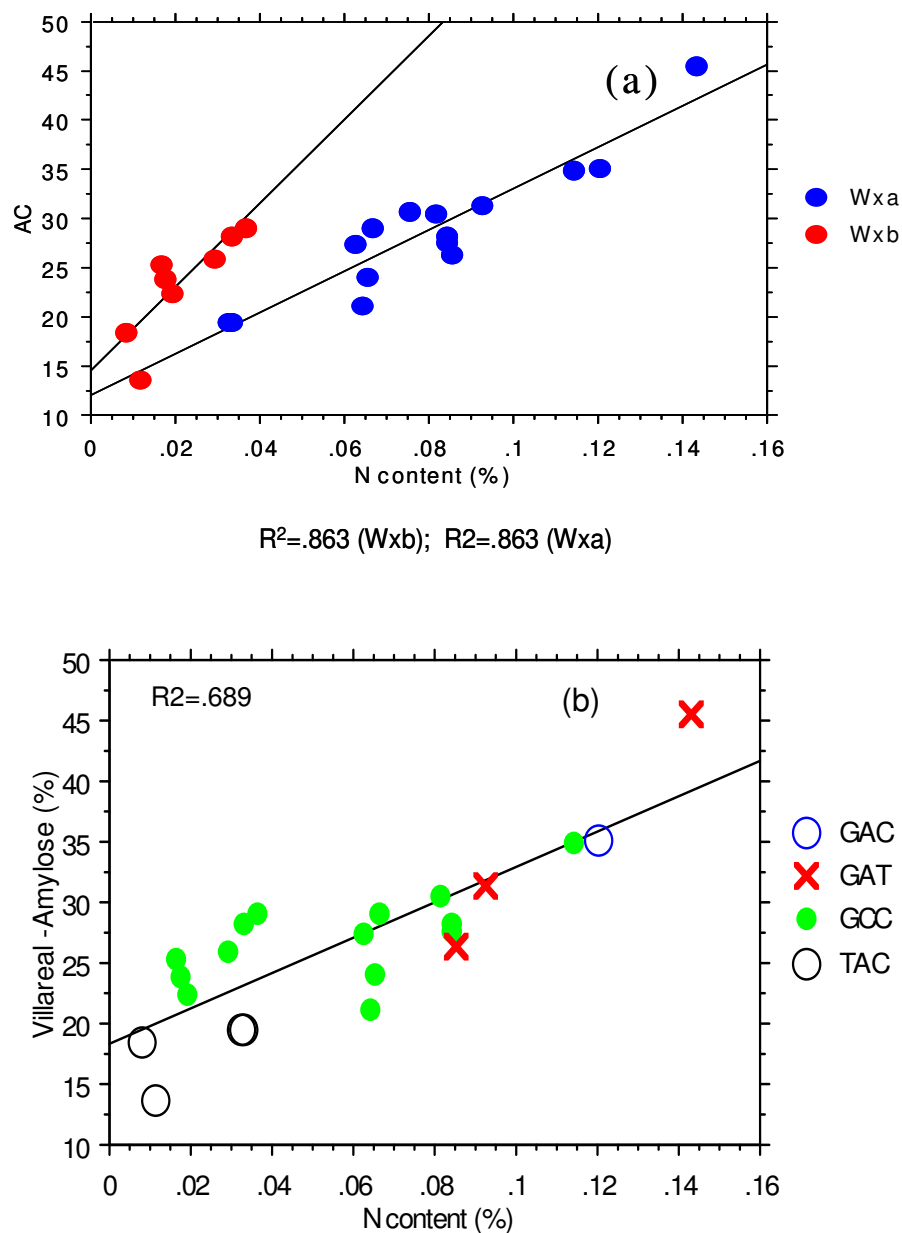 50
45
40
35
30
25
20
15
10
AC
(a)
Wxa
Wxb
0 .02 .04 .06 .08 .1 .12 .14 .16
N content (%)
R²=.863 (Wxb); R2=.863 (Wxa)
50
45
40
35
30
25
20
15
10
Villareal-Amylose (%)
R2=.689
(b)
GAC
GAT
GCC
TAC
0 .02 .04 .06 .08 .1 .12 .14 .16
N content (%)